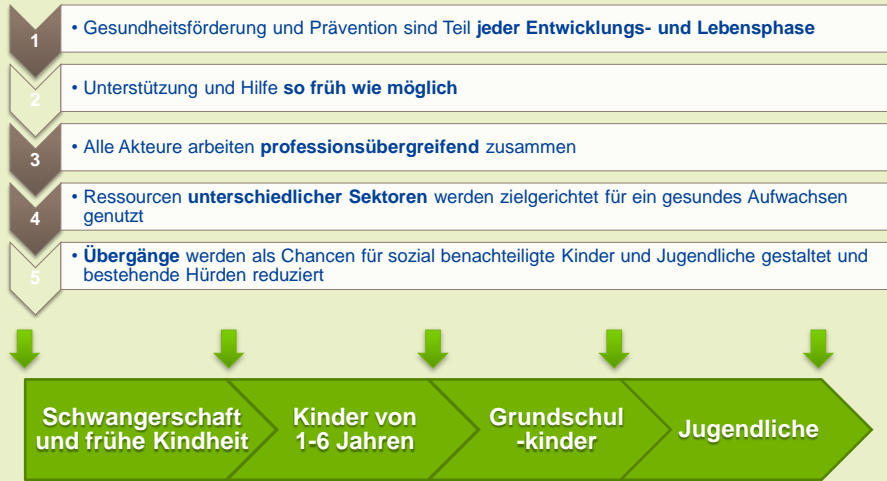 1
• Gesundheitsförderung und Prävention sind Teil jeder Entwicklungs- und Lebensphase
2
• Unterstützung und Hilfe so früh wie möglich
3
• Alle Akteure arbeiten professionsübergreifend zusammen
4
• Ressourcen unterschiedlicher Sektoren werden zielgerichtet für ein gesundes Aufwachsen
genutzt
5
• Übergänge werden als Chancen für sozial benachteiligte Kinder und Jugendliche gestaltet und
bestehende Hürden reduziert
Schwangerschaft
und frühe Kindheit
Kinder von
1-6 Jahren
Grundschul
-kinder
Jugendliche